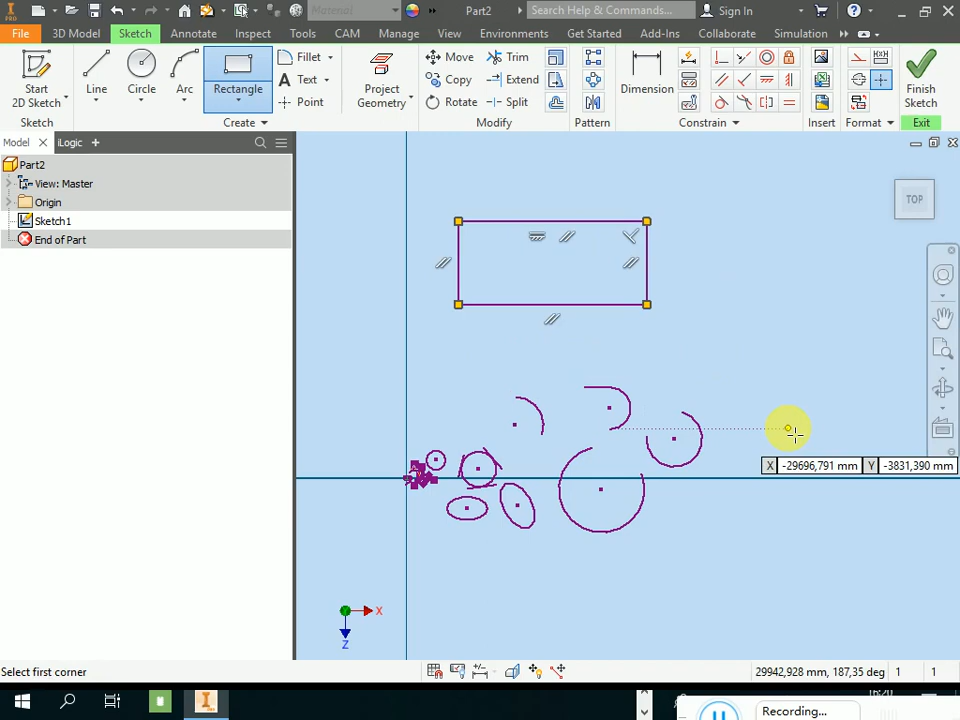 PRO
Material
Part2
Search Help & Commands...
Sign In
File
3D Model
Sketch
Annotate
Inspect
Tools
CAM
Manage
View
Environments
Get Started
Add-Ins
Collaborate
Simulation
Start
2D Sketch
Line
Circle
Arc
Rectangle
Fillet
Text
Point
Project
Geometry
Move
Copy
Rotate
Trim
Extend
Split
Dimension
Finish
Sketch
Sketch
Create
Modify
Pattern
Constrain
Insert
Format
Exit
Model
iLogic
Part2
View: Master
Origin
Sketch1
End of Part
TOP
X -29696,791 mm Y -3831,390 mm
X
Z
Select first corner
29942,928 mm, 187,35 deg 1 1
Recording...